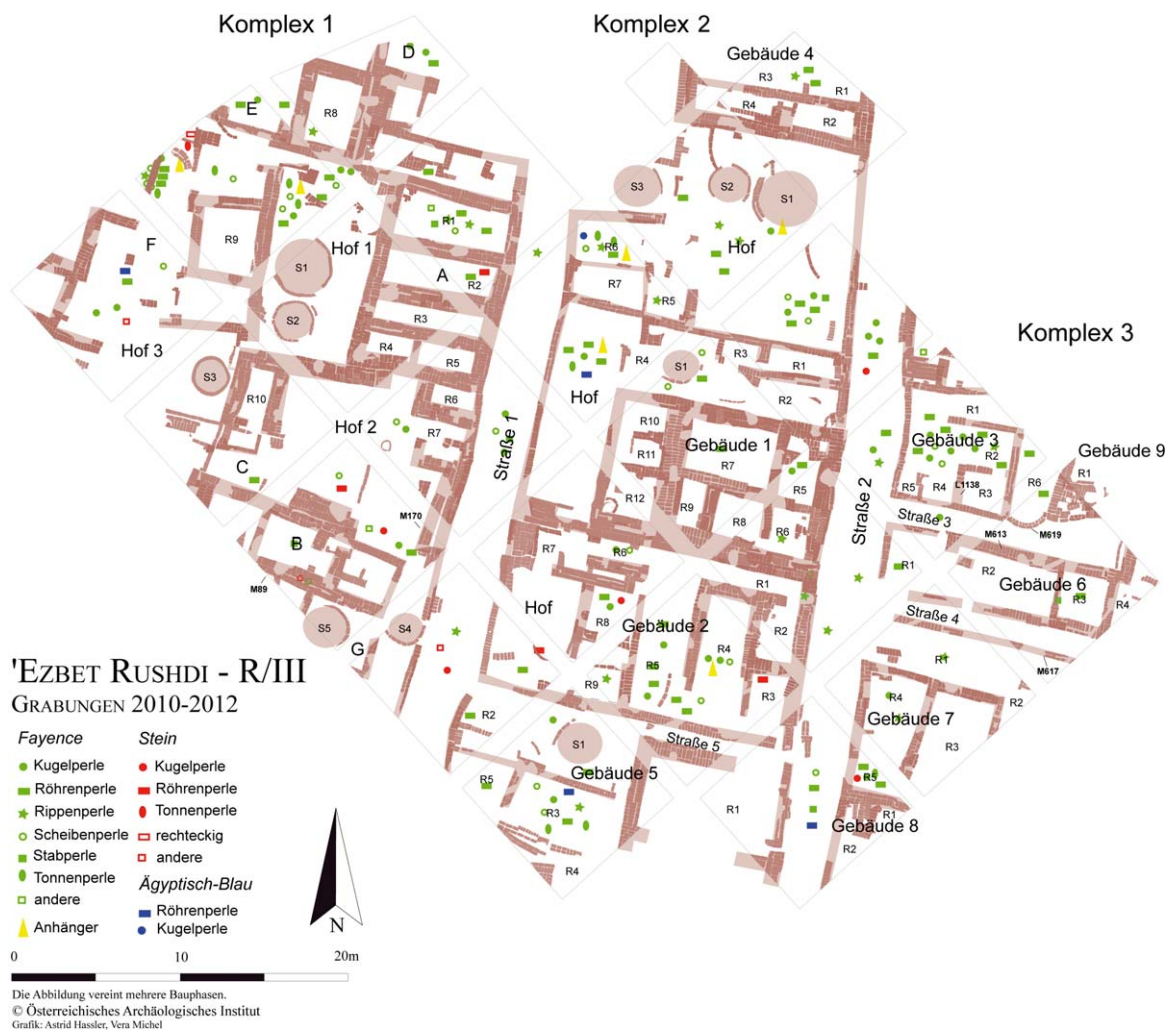 Komplex 1
Komplex 2
Gebäude 4
D
R3
R1
R8
R4
E
R2
S3
S2
S1
R1
F
R9
Hof 1
R6
Hof
S1
A
R2
R7
R5
Komplex 3
S2
R3
Hof 3
R4
R5
R4
S1
R3
R1
S3
R6
Hof
R2
R1
R10
Hof 2
R7
Straße 1
R10
Gebäude 1
Gebäude 3
R2
Gebäude 9
R11
R7
R1
C
R5
R5
R4
L1138
R3
R6
R12
R9
R8
R6
Straße 2
Straße 3
M170
M613
M619
B
R7
R6
R1
R2
Gebäude 6
R3
R4
M89
Hof
R1
Straße 4
S5
S4
R8
Gebäude 2
R2
G
R4
R1
M617
'EZBET RUSHDI - R/III
GRABUNGEN 2010-2012
R5
R9
R3
R4
R2
Gebäude 7
R2
R3
Straße 5
S1
Gebäude 5
R5
R3
R1
R5
R1
Gebäude 8
R2
R4
Fayence
Kugelperle
Röhrenperle
Rippenperle
Scheibenperle
Stabperle
Tonnenperle
andere
Anhänger
Stein
Kugelperle
Röhrenperle
Tonnenperle
rechteckig
andere
Ägyptisch-Blau
Röhrenperle
Kugelperle
N
0 10 20m
Die Abbildung vereint mehrere Bauphasen.
© Österreichisches Archäologisches Institut
Grafik: Astrid Hassler, Vera Michel